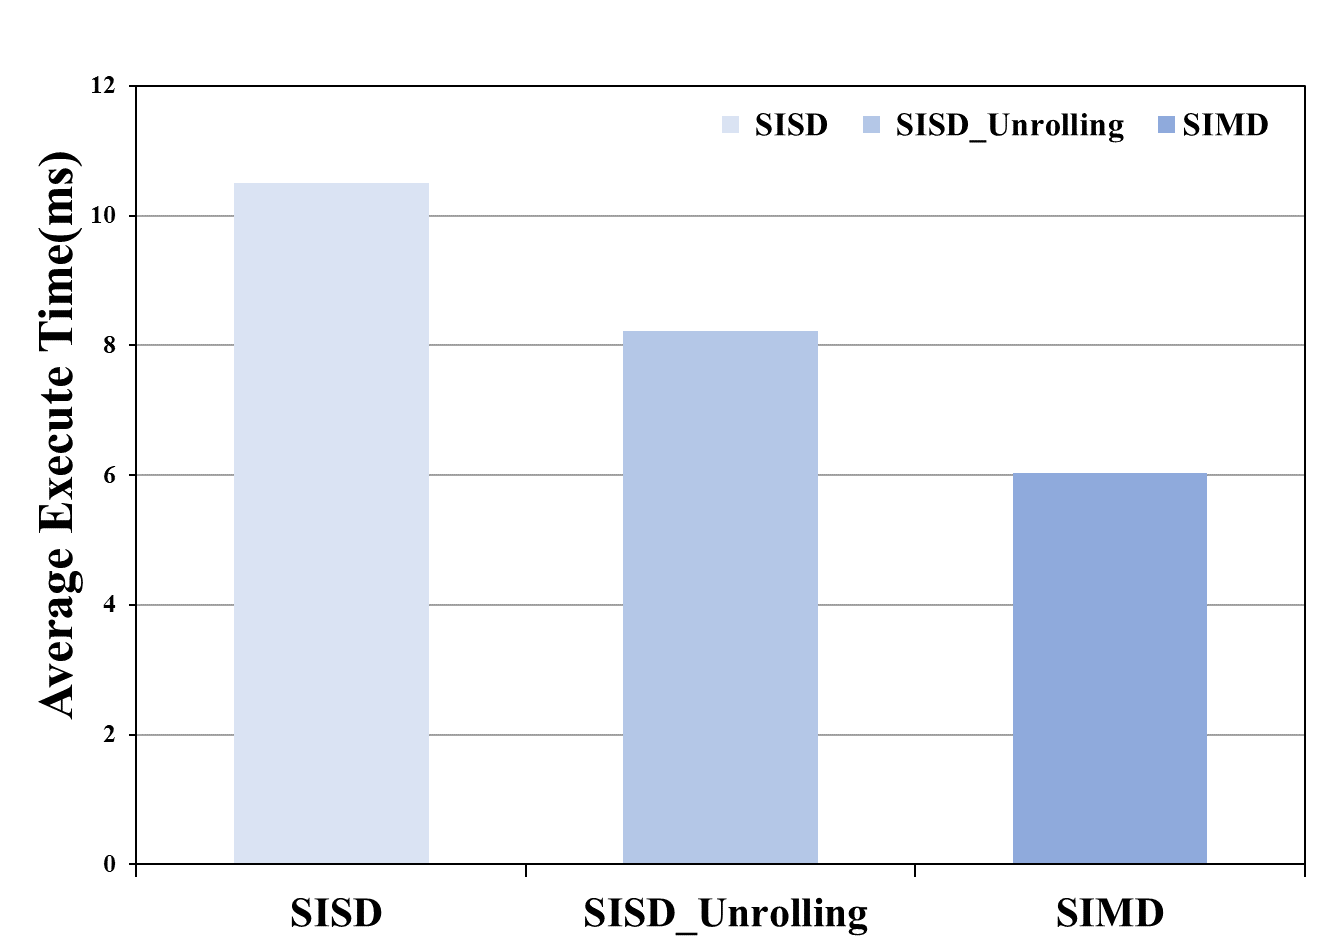 Average Execute Time(ms)
12
10
8
6
4
2
0
SISD SISD_Unrolling SIMD
SISD SISD_Unrolling SIMD